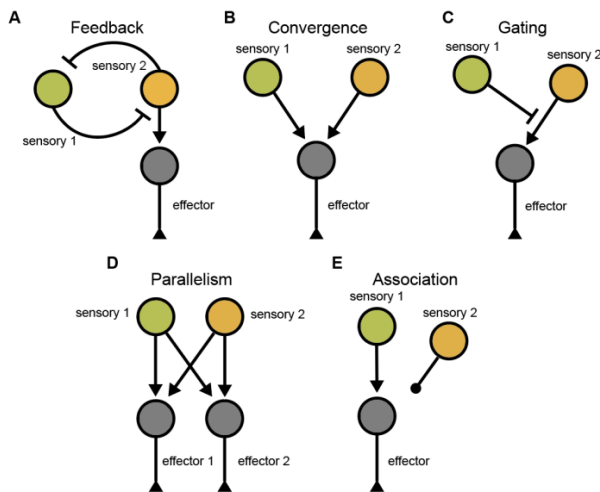 A
Feedback
sensory 2
sensory 1
effector
B
Convergence
sensory 1
sensory 2
effector
C
Gating
sensory 1
sensory 2
effector
D
Parallelism
sensory 1
sensory 2
effector 1
effector 2
E
Association
sensory 1
sensory 2
effector